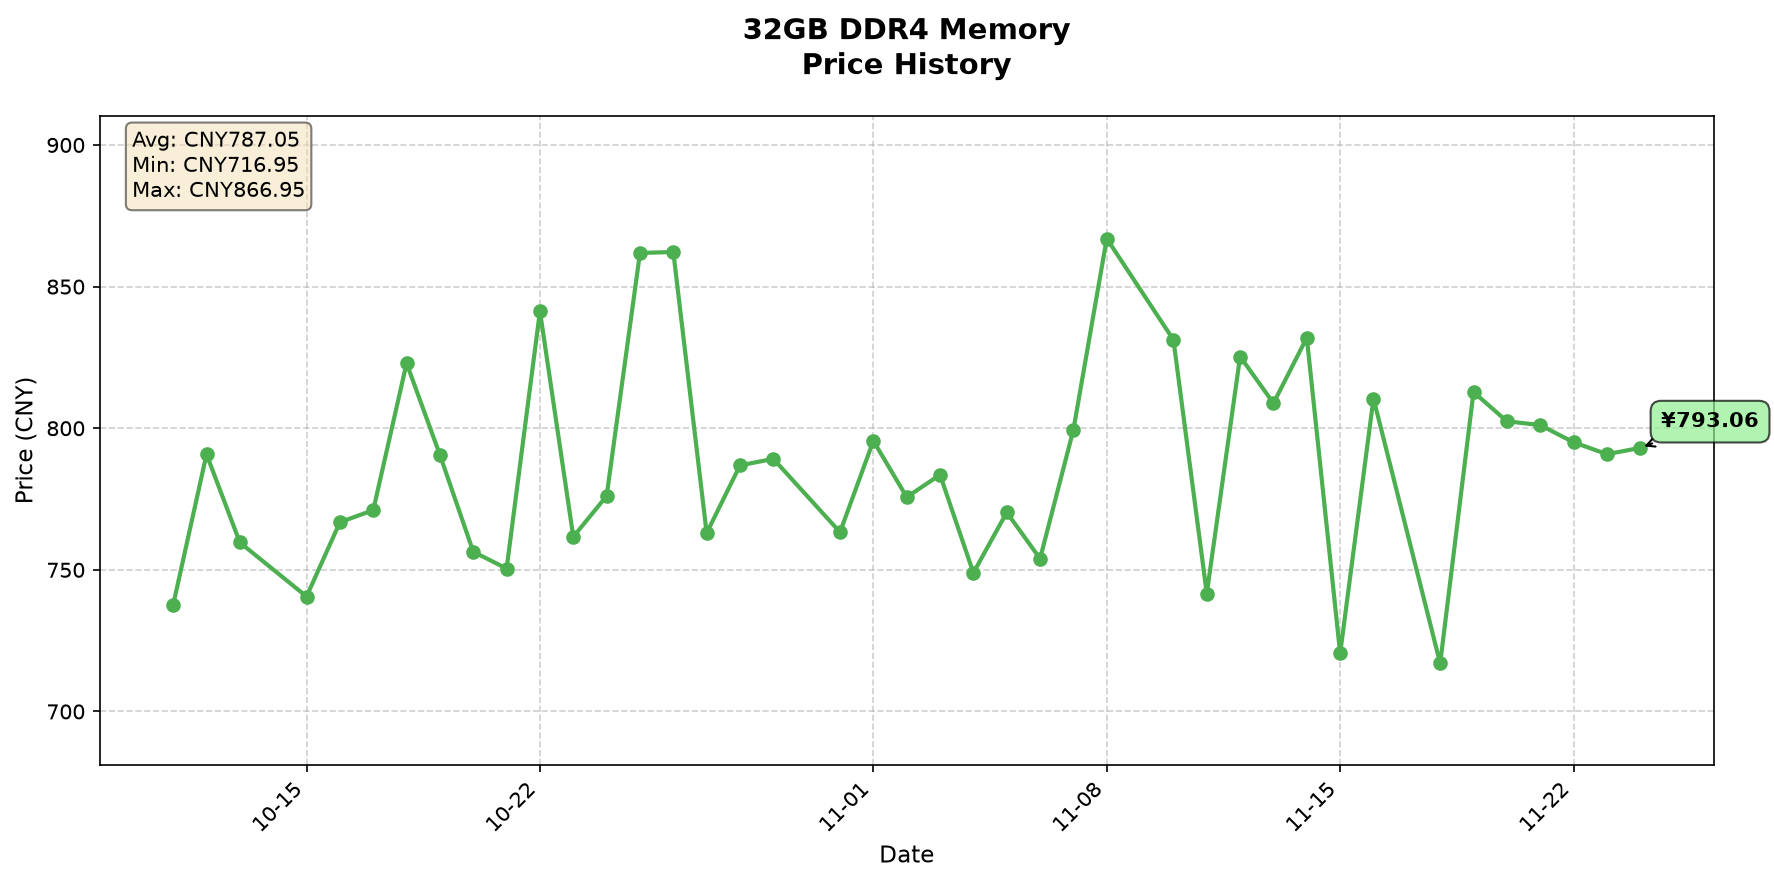 32GB DDR4 Memory
Price History
Avg: CNY787.05
Min: CNY716.95
Max: CNY866.95
900
850
800
750
700
Price (CNY)
¥793.06
10-15
10-22
11-01
11-08
11-15
11-22
Date